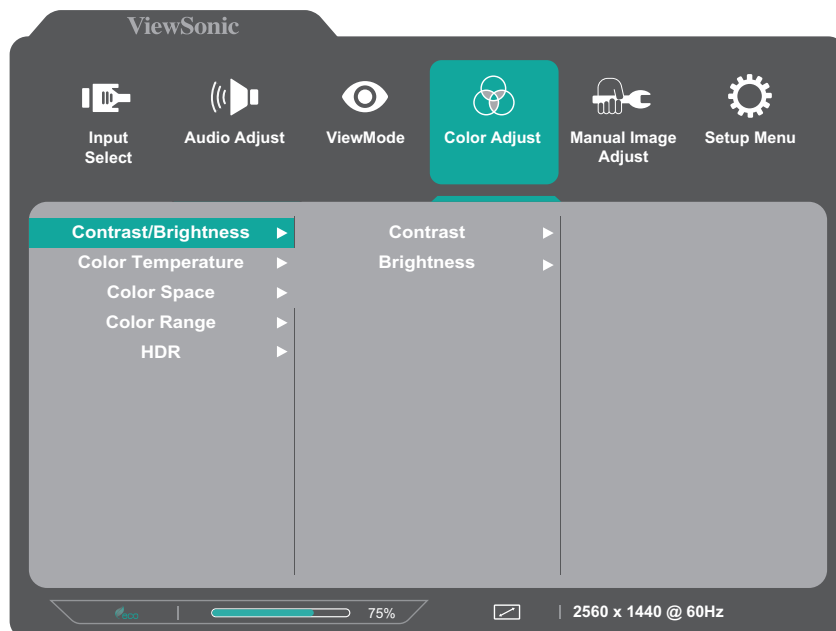 ViewSonic
Input
Select
Audio Adjust
ViewMode
Color Adjust
Manual Image
Adjust
Setup Menu
Contrast/Brightness
Contrast
Color Temperature
Brightness
Color Space
Color Range
HDR
eco
75%
2560 x 1440 @ 60Hz